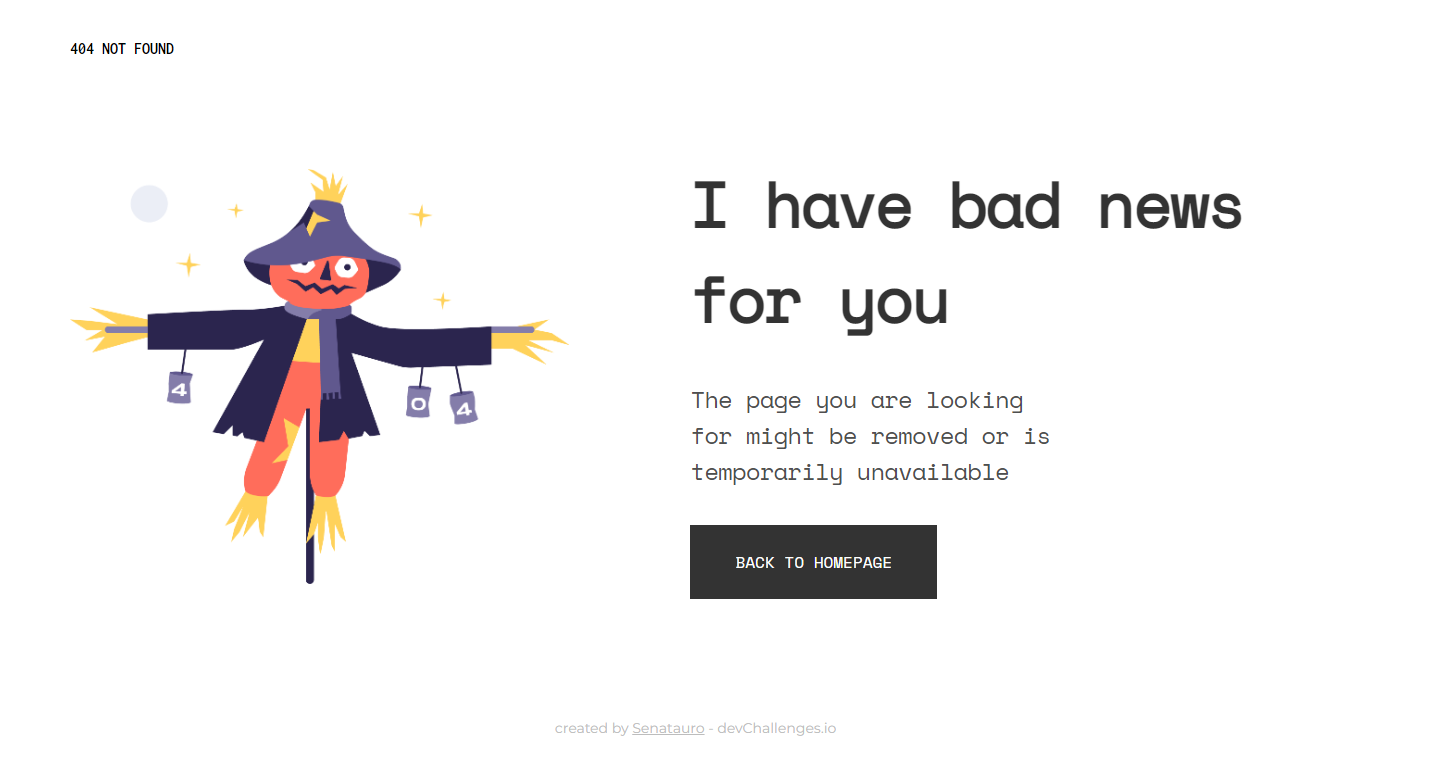 404 NOT FOUND
I have bad news
for you
4
0
4
The page you are looking
for might be removed or is
temporarily unavailable
BACK TO HOMEPAGE
created by Senatauro - devChallenges.io